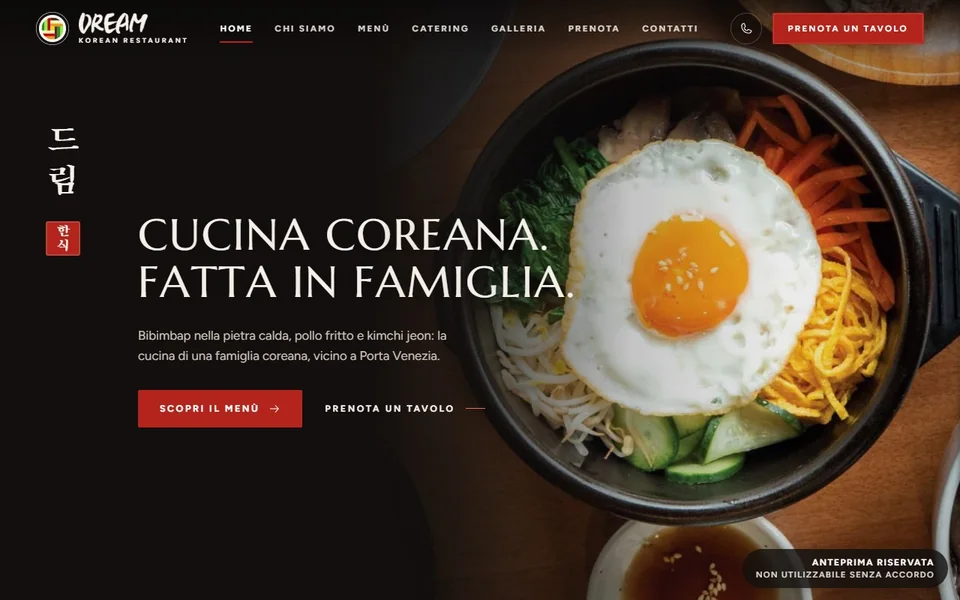 DREAM
KOREAN RESTAURANT
HOME CHI SIAMO MENÙ CATERING GALLERIA PRENOTA CONTATTI
PRENOTA UN TAVOLO
드
림
한
식
CUCINA COREANA.
FATTA IN FAMIGLIA.
Bibimbap nella pietra calda, pollo fritto e kimchi jeon: la
cucina di una famiglia coreana, vicino a Porta Venezia.
SCOPRI IL MENÙ →
PRENOTA UN TAVOLO
ANTEPRIMA RISERVATA
NON UTILIZZABILE SENZA ACCORDO